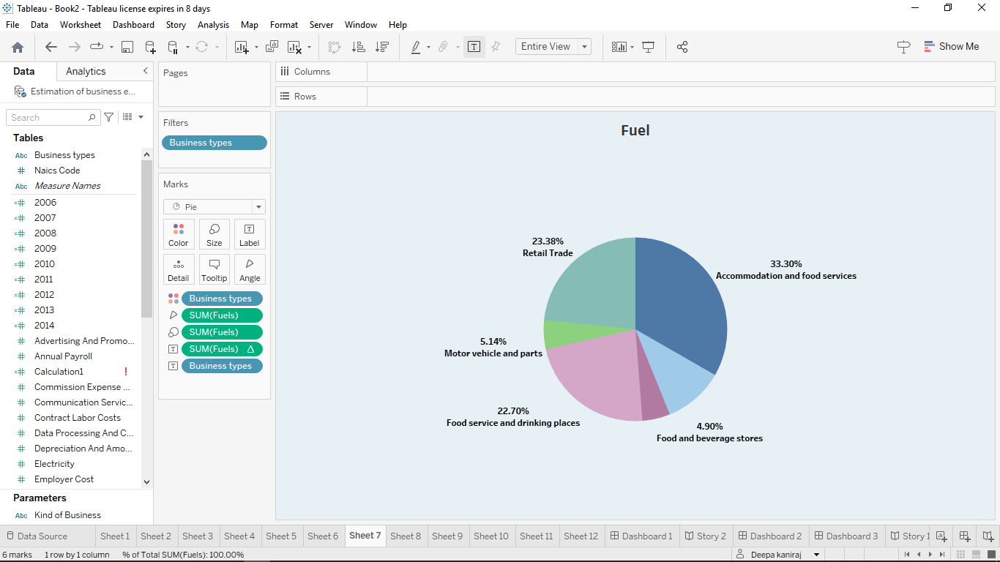 Tableau - Book2 - Tableau license expires in 8 days
File Data Worksheet Dashboard Story Analysis Map Format Server Window Help
Entire View
Show Me
Data Analytics
Estimation of business e...
Search
Tables
Abc Business types
# Naics Code
Abc Measure Names
=# 2006
=# 2007
=# 2008
=# 2009
=# 2010
=# 2011
=# 2012
=# 2013
=# 2014
# Advertising And Promo...
# Annual Payroll
=# Calculation1 !
# Commission Expense ...
# Communication Servic...
# Contract Labor Costs
# Data Processing And C...
# Depreciation And Amo...
# Electricity
# Employer Cost
Parameters
Abc Kind of Business
Pages
Filters
Business types
Marks
Pie
Color Size Label
Detail Tooltip Angle
Business types
SUM(Fuels)
SUM(Fuels)
SUM(Fuels) △
Business types
Columns
Rows
Fuel
23.38%
Retail Trade
33.30%
Accommodation and food services
5.14%
Motor vehicle and parts
22.70%
Food service and drinking places
4.90%
Food and beverage stores
Data Source Sheet 1 Sheet 2 Sheet 3 Sheet 4 Sheet 5 Sheet 6 Sheet 7 Sheet 8 Sheet 9 Sheet 10 Sheet 11 Sheet 12 Dashboard 1 Story 2 Dashboard 2 Dashboard 3 Story 1
6 marks 1 row by 1 column % of Total SUM(Fuels): 100.00% Deepa kaniraj